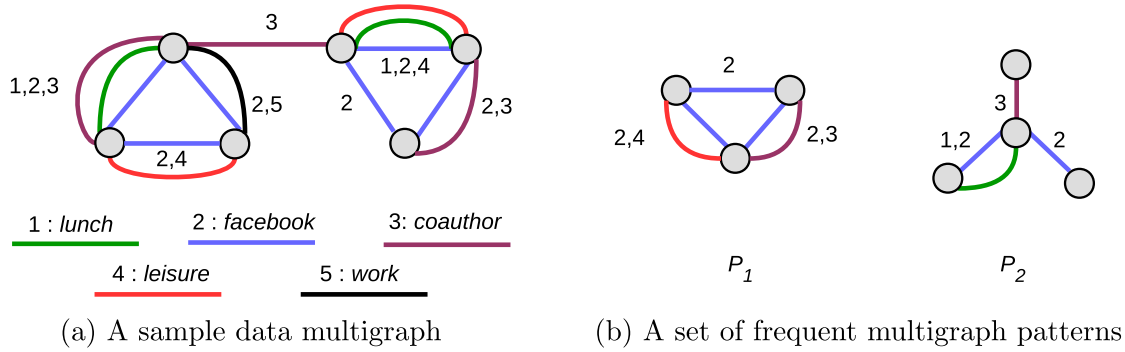 3
1,2,3
2,5
2,4
1,2,4
2
2,3
1 : lunch
2 : facebook
3: coauthor
4 : leisure
5 : work
(a) A sample data multigraph
2
2,4
2,3
P1
3
1,2
2
P2
(b) A set of frequent multigraph patterns